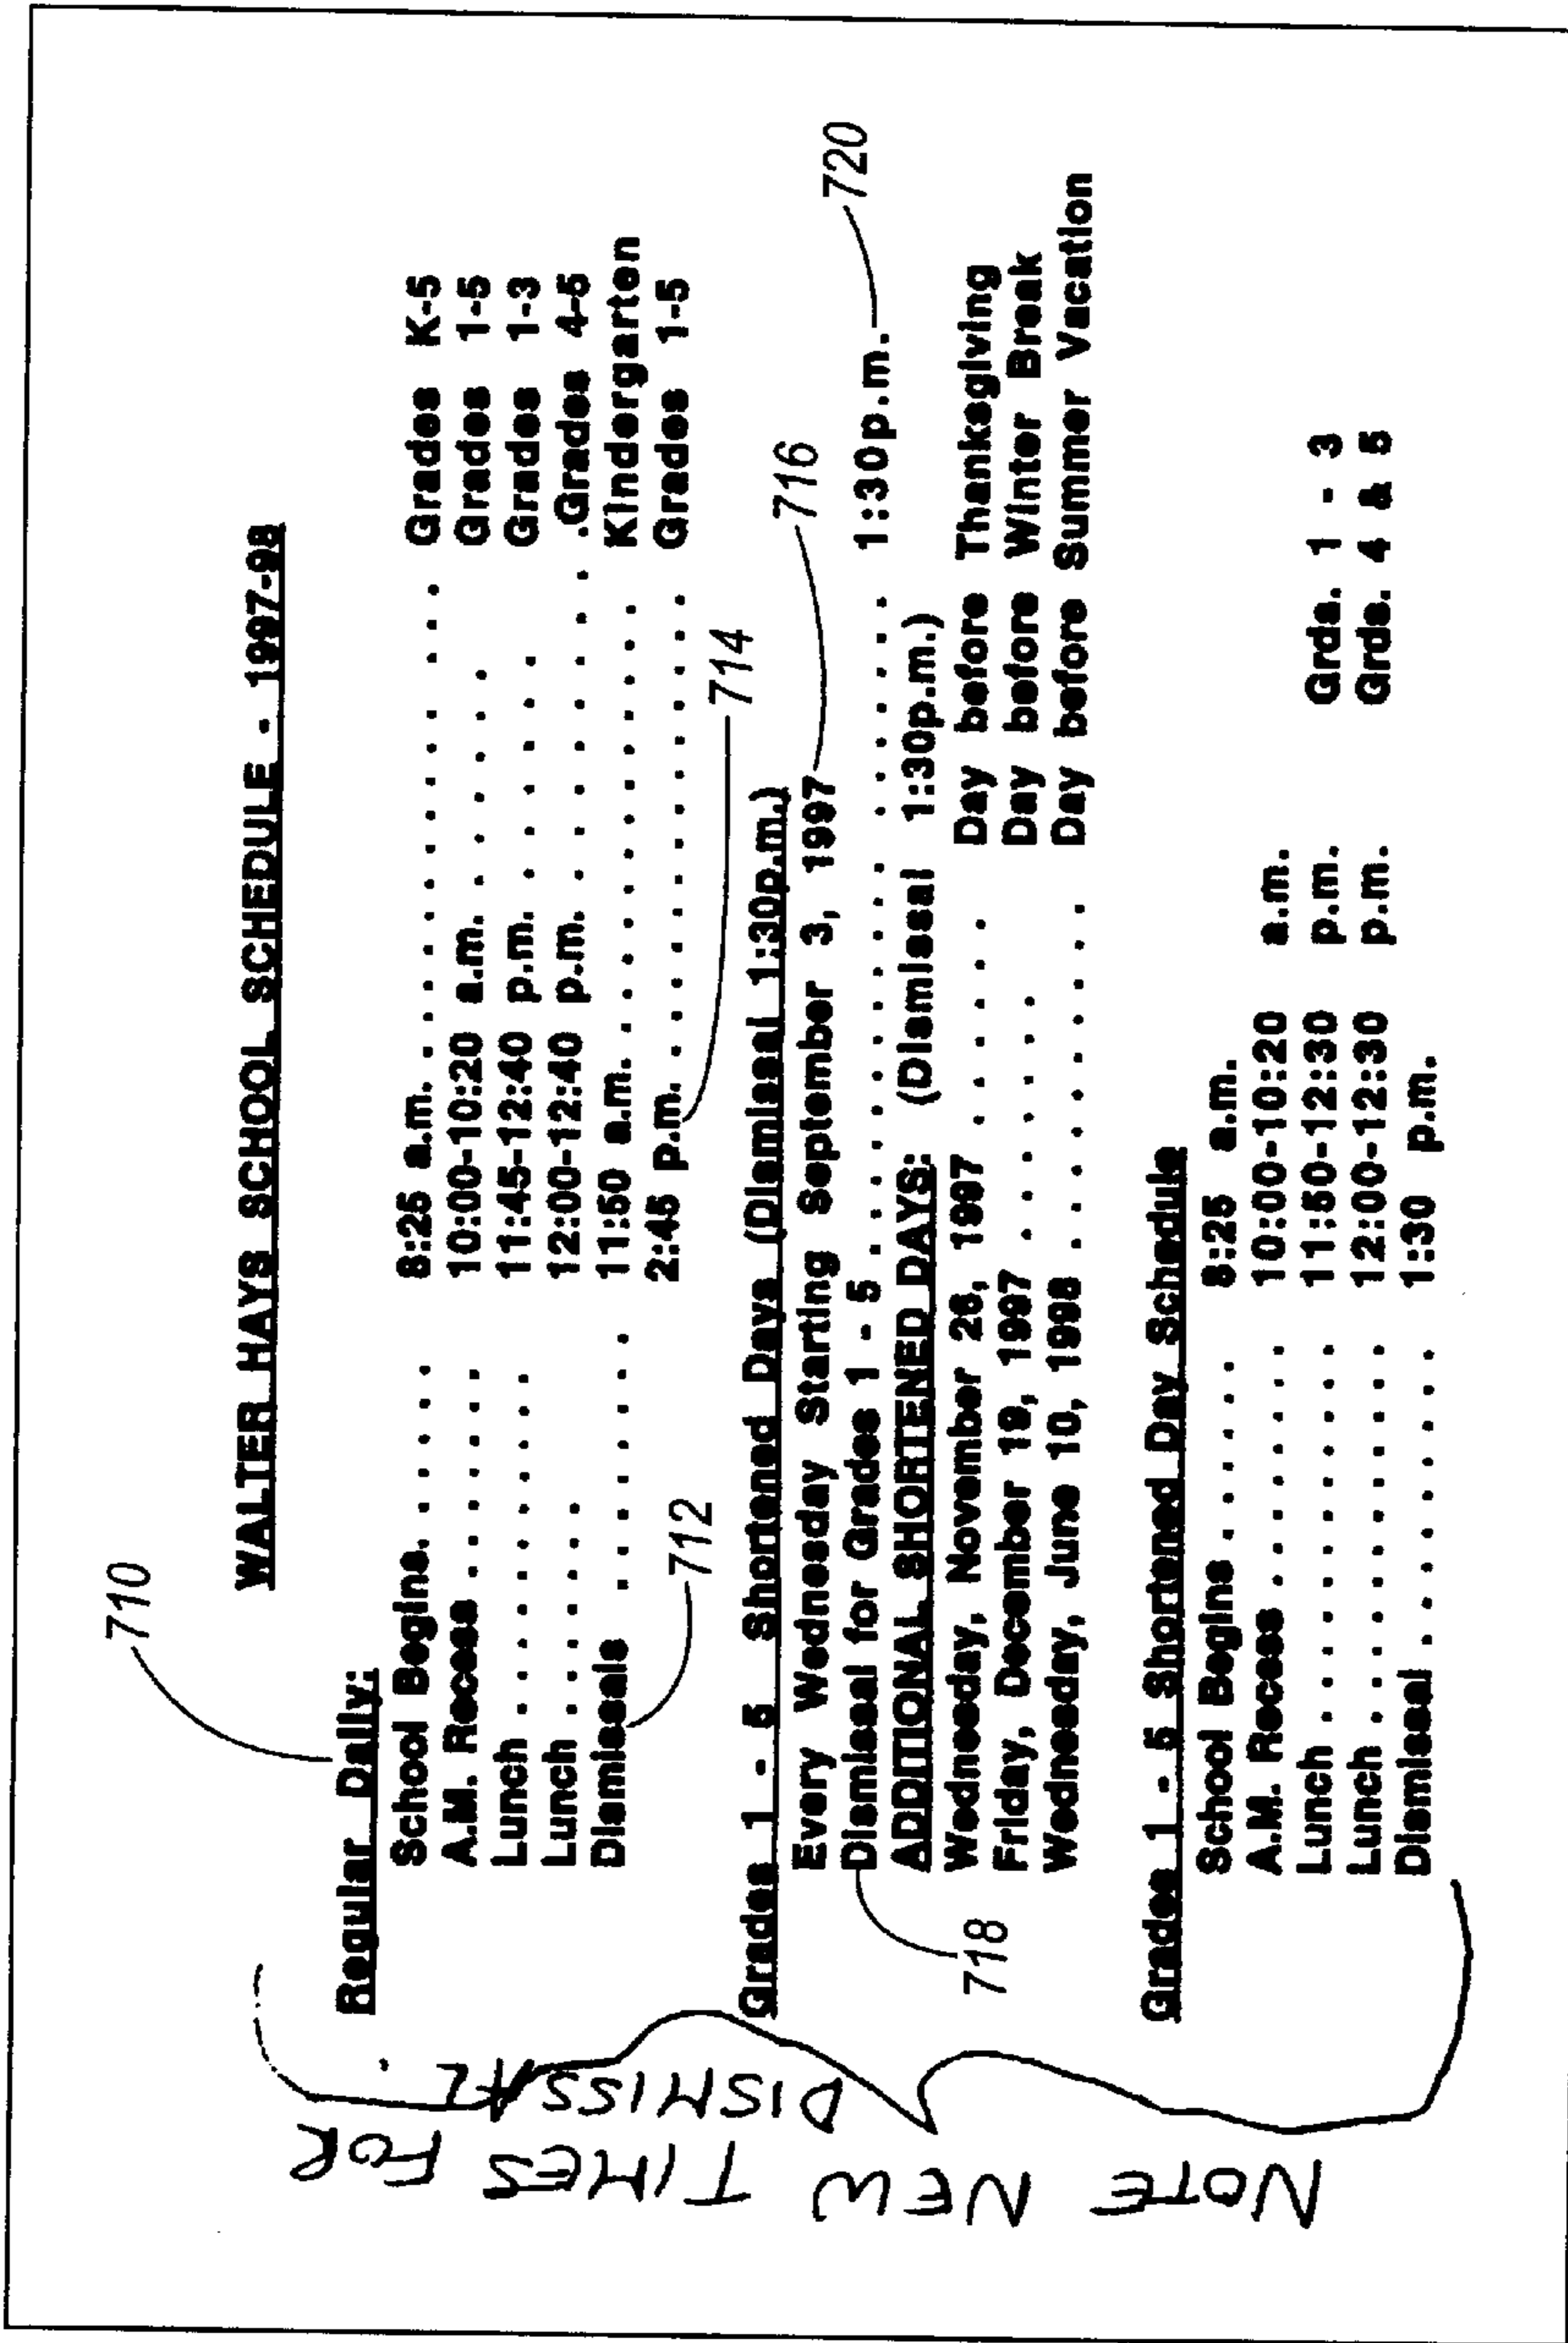 710
WALTER HAYS SCHOOL SCHEDULE - 1997-98
Regular Daily:
School Begins. . . . . . . 8:25 a.m. . . . . . . . . . . . . . . Grades K-5
A.M. Recess . . . . . . . 10:00-10:20 a.m. . . . . . . . Grades 1-5
Lunch . . . . . . . . . . . 11:45-12:40 p.m. . . . . . . . Grades 1-3
Lunch . . . . . . 12:00-12:40 p.m. . . . . . . . . . .Grades 4-5
Dismissals . . . . . . . . 11:50 a.m. . . . . . . . . . . . . . . Kindergarten
2:45 p.m. . . . . . . . . . . . . . . . Grades 1-5
712
714
Grades 1 - 5 Shortened Days (Dismissal 1:30p.m.)
716
Every Wednesday Starting September 3, 1997
720
Dismissal for Grades 1 - 5 . . . . . . . . . . . . . . . . . . . . 1:30p.m.
ADDITIONAL SHORTENED DAYS: (Dismissal 1:30p.m.)
Wednesday, November 26, 1997 . . . . . . . Day before Thanksgiving
Friday, December 19, 1997 . . . . . . . . Day before Winter Break
Wednesday, June 10, 1998 . . . . . . . . . . . Day before Summer Vacation
718
Grades 1 - 5 Shortened Day Schedule
School Begins . . . . . . 8:25 a.m.
A.M. Recess . . . . . . . . 10:00-10:20 a.m.
Lunch . . . . . . . . . . . . 11:50-12:30 p.m. Grds. 1 - 3
Lunch . . . . . . . . . . . . 12:00-12:30 p.m. Grds. 4 & 5
Dismissal . . . . . . . . . . 1:30 p.m.
NOTE NEW TIMES FOR
DISMISSAL .